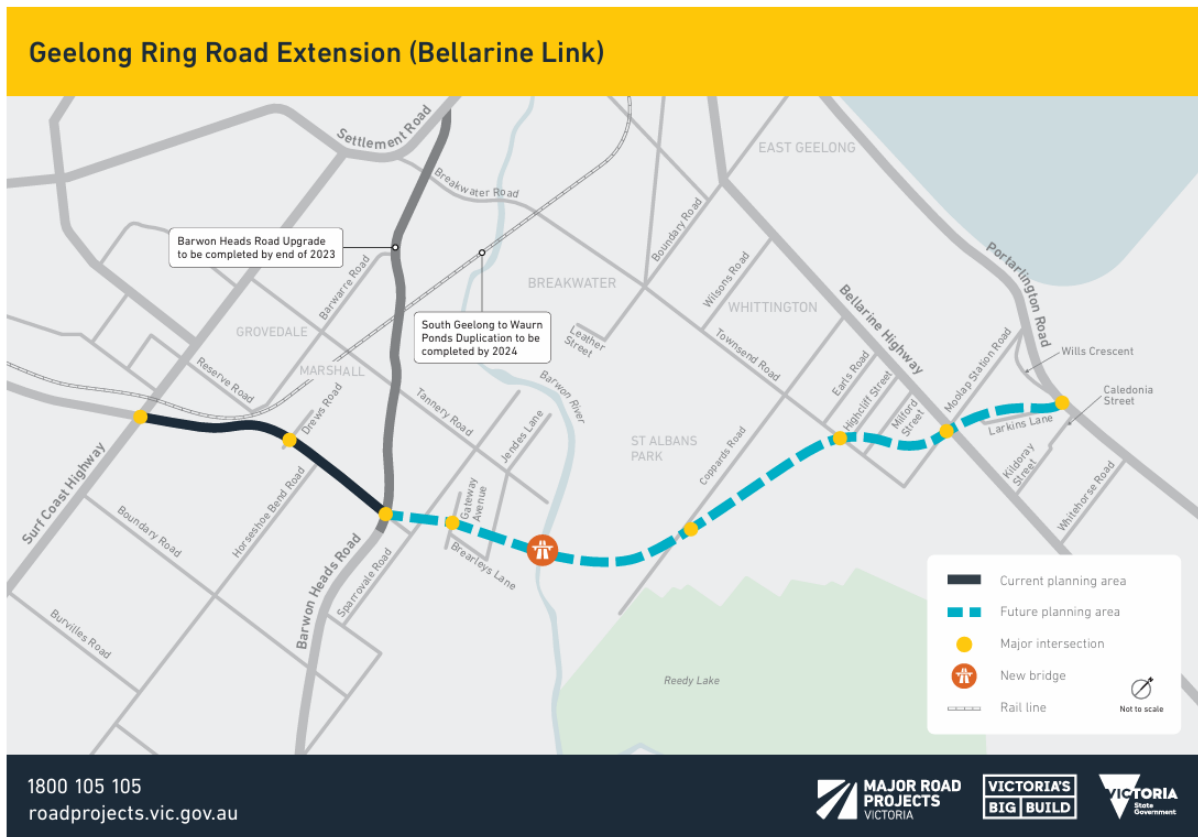 Geelong Ring Road Extension (Bellarine Link)
Settlement Road
EAST GEELONG
Breakwater Road
Boundary Road
Barwon Heads Road Upgrade
to be completed by end of 2023
Barwarre Road
Wilsons Road
Portarlington Road
BREAKWATER
Bellarine Highway
WHITTINGTON
GROVEDALE
South Geelong to Waurn
Ponds Duplication to be
completed by 2024
Leather
Street
Townsend Road
Moolap Station Road
Wills Crescent
MARSHALL
Reserve Road
Drews Road
Tannery Road
Barwon River
Earls Road
Highcliff Street
Milford
Street
Caledonia
Street
Larkins Lane
Jendes Lane
ST ALBANS
PARK
Coppards Road
Kildoray
Street
Whitehorse Road
Surf Coast Highway
Horseshoe Bend Road
Gateway
Avenue
Boundary Road
Brearleys Lane
Barwon Heads Road
Sparrovale Road
Burvilles Road
Reedy Lake
Current planning area
Future planning area
Major intersection
New bridge
Rail line
Not to scale
1800 105 105
roadprojects.vic.gov.au
MAJOR ROAD
PROJECTS
VICTORIA
VICTORIA'S
BIG BUILD
VICTORIA
State
Government